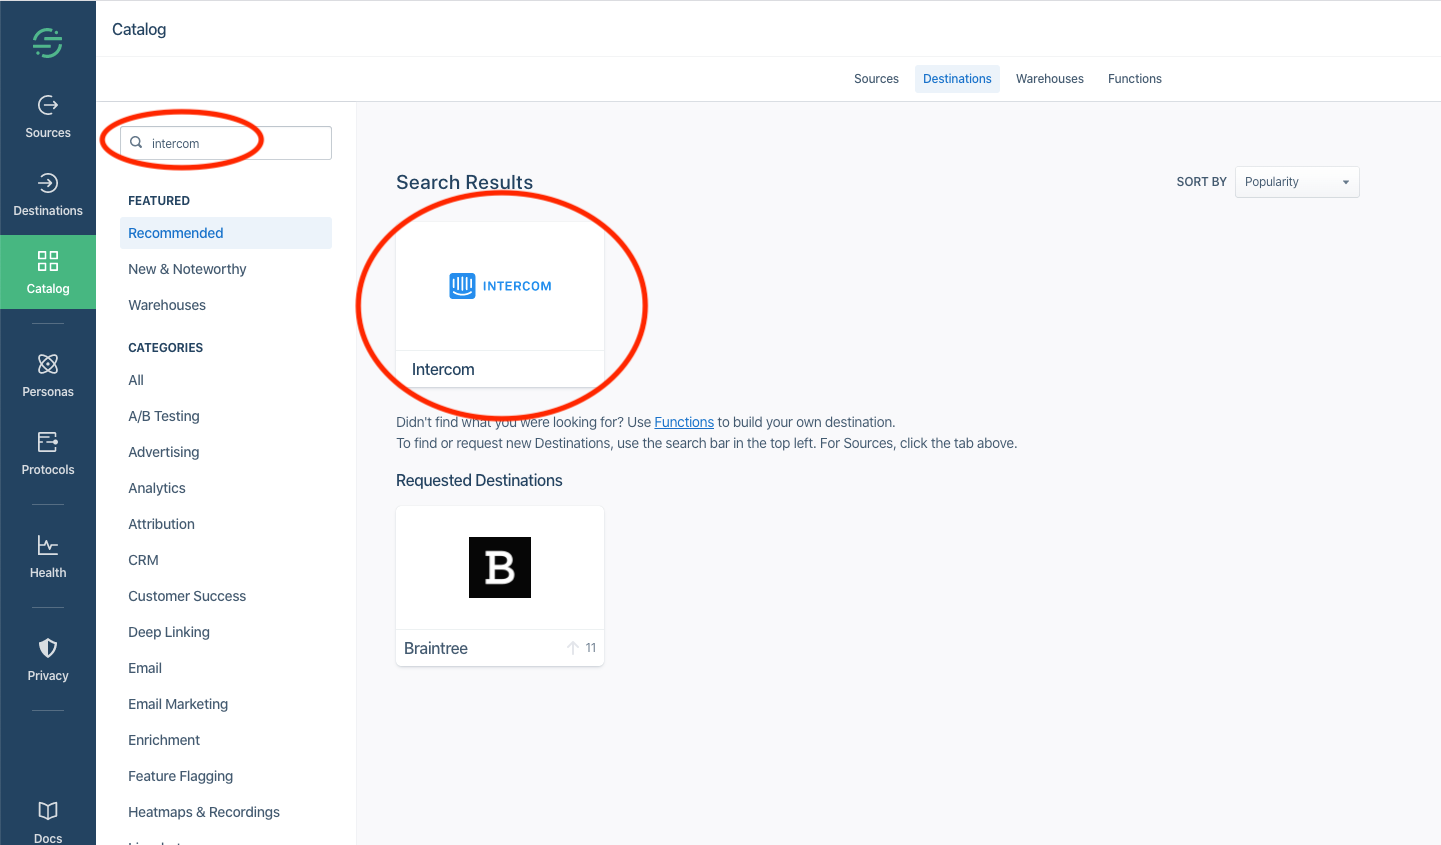 Catalog
Sources
Destinations
Warehouses
Functions
Sources
Destinations
Catalog
Personas
Protocols
Health
Privacy
Docs
intercom
FEATURED
Recommended
New & Noteworthy
Warehouses
CATEGORIES
All
A/B Testing
Advertising
Analytics
Attribution
CRM
Customer Success
Deep Linking
Email
Email Marketing
Enrichment
Feature Flagging
Heatmaps & Recordings
Search Results
SORT BY
Popularity
INTERCOM
Intercom
Didn't find what you were looking for? Use Functions to build your own destination.
To find or request new Destinations, use the search bar in the top left. For Sources, click the tab above.
Requested Destinations
B
Braintree
11